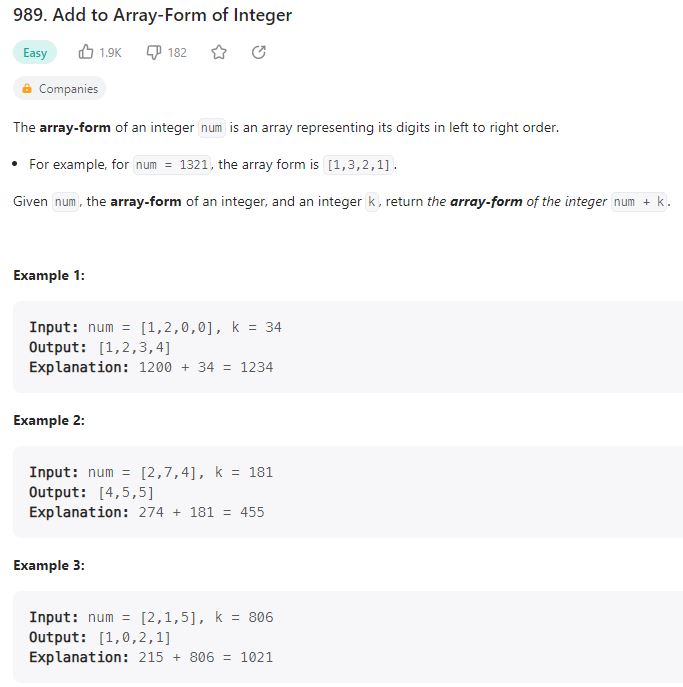 989. Add to Array-Form of Integer
Easy 1.9K 182
Companies
The array-form of an integer num is an array representing its digits in left to right order.
• For example, for num = 1321, the array form is [1,3,2,1].
Given num, the array-form of an integer, and an integer k, return the array-form of the integer num + k.
Example 1:
Input: num = [1,2,0,0], k = 34
Output: [1,2,3,4]
Explanation: 1200 + 34 = 1234
Example 2:
Input: num = [2,7,4], k = 181
Output: [4,5,5]
Explanation: 274 + 181 = 455
Example 3:
Input: num = [2,1,5], k = 806
Output: [1,0,2,1]
Explanation: 215 + 806 = 1021